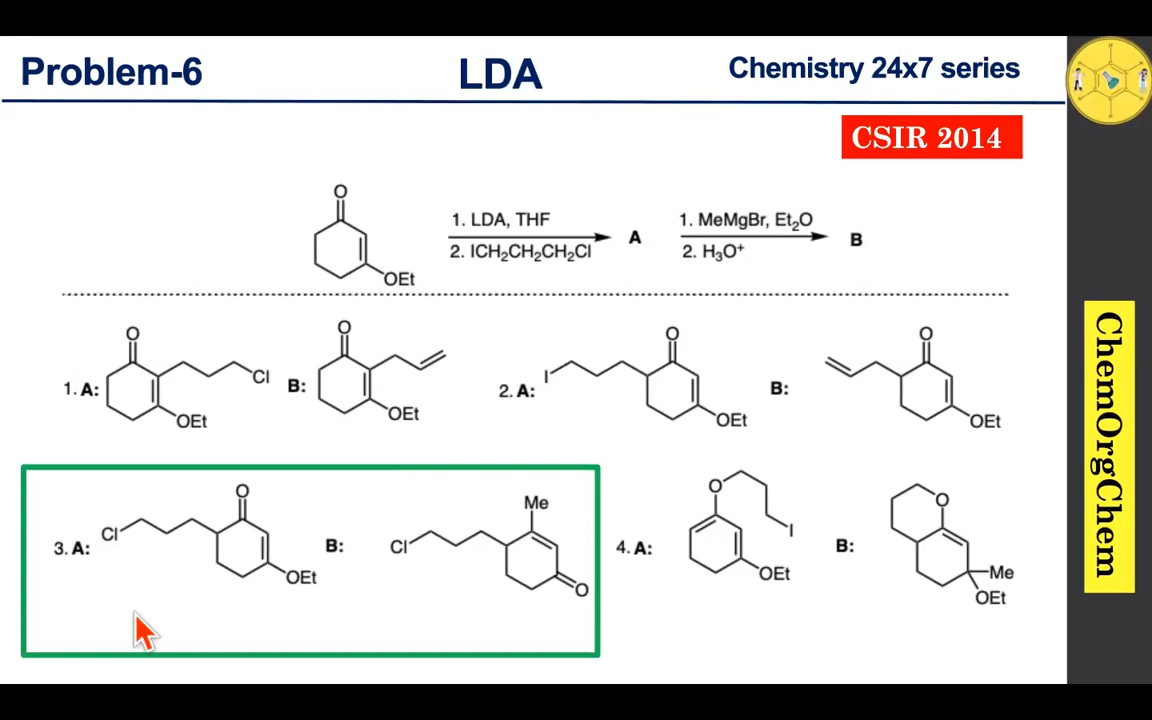 Problem-6
LDA
Chemistry 24x7 series
CSIR 2014
O
OEt
1. LDA, THF
2. ICH₂CH₂CH₂Cl
A
1. MeMgBr, Et₂O
2. H₃O⁺
B
1. A:
O
Cl
OEt
B:
O
OEt
2. A:
I
O
OEt
B:
O
OEt
3. A:
Cl
O
OEt
B:
Cl
Me
O
4. A:
O
I
OEt
B:
O
Me
OEt
ChemOrgChem